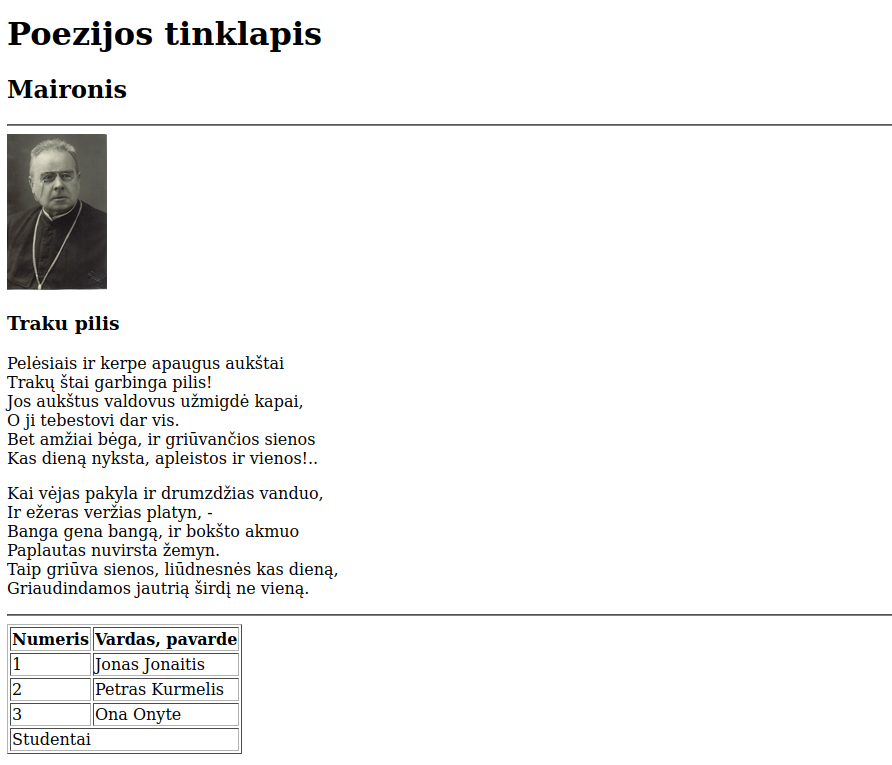 Poezijos tinklapis
Maironis
Traku pilis
Pelėsiais ir kerpe apaugus aukštai
Trakų štai garbinga pilis!
Jos aukštus valdovus užmigdė kapai,
O ji tebestovi dar vis.
Bet amžiai bėga, ir griūvančios sienos
Kas dieną nyksta, apleistos ir vienos!..
Kai vėjas pakyla ir drumzdžias vanduo,
Ir ežeras veržias platyn, -
Banga gena bangą, ir bokšto akmuo
Paplautas nuvirsta žemyn.
Taip griūva sienos, liūdnesnės kas dieną,
Griaudindamos jautrią širdį ne vieną.
Numeris Vardas, pavarde
1 Jonas Jonaitis
2 Petras Kurmelis
3 Ona Onyte
Studentai